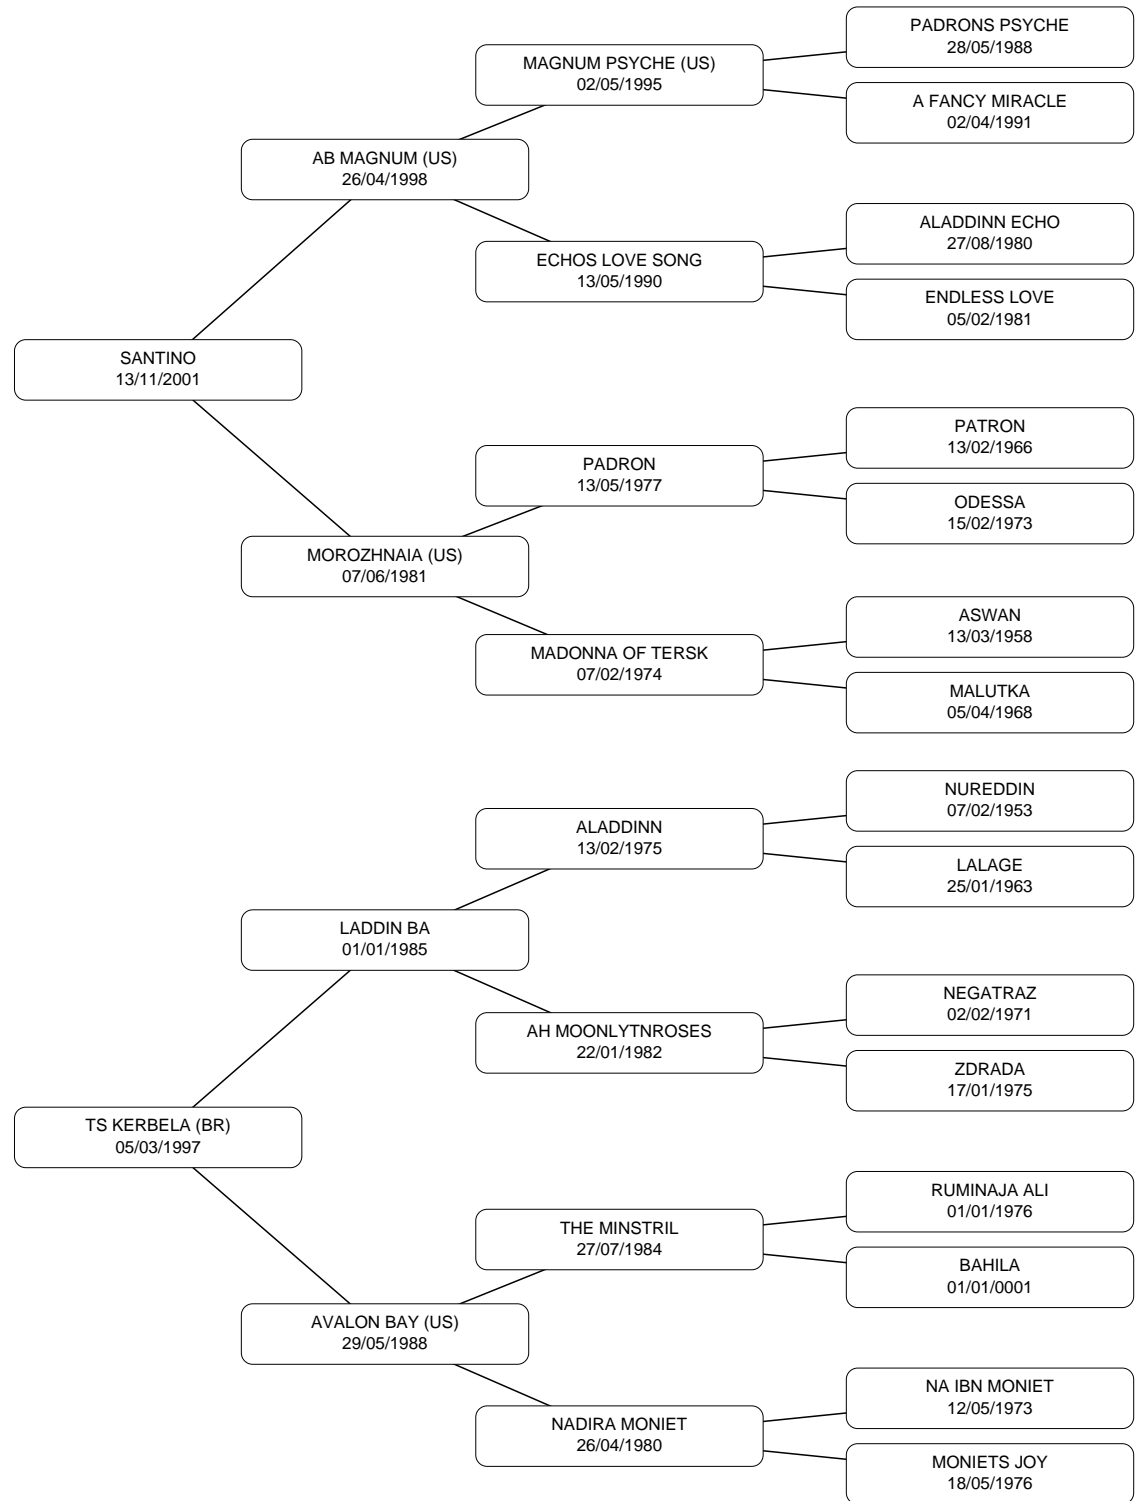 PADRONS PSYCHE
28/05/1988
MAGNUM PSYCHE (US)
02/05/1995
A FANCY MIRACLE
02/04/1991
AB MAGNUM (US)
26/04/1998
ALADDINN ECHO
27/08/1980
ECHOS LOVE SONG
13/05/1990
ENDLESS LOVE
05/02/1981
SANTINO
13/11/2001
PATRON
13/02/1966
PADRON
13/05/1977
ODESSA
15/02/1973
MOROZHNAIA (US)
07/06/1981
ASWAN
13/03/1958
MADONNA OF TERSK
07/02/1974
MALUTKA
05/04/1968
NUREDDIN
07/02/1953
ALADDINN
13/02/1975
LALAGE
25/01/1963
LADDIN BA
01/01/1985
NEGATRAZ
02/02/1971
AH MOONLYTNROSES
22/01/1982
ZDRADA
17/01/1975
TS KERBELA (BR)
05/03/1997
RUMINAJA ALI
01/01/1976
THE MINSTRIL
27/07/1984
BAHILA
01/01/0001
AVALON BAY (US)
29/05/1988
NA IBN MONIET
12/05/1973
NADIRA MONIET
26/04/1980
MONIETS JOY
18/05/1976